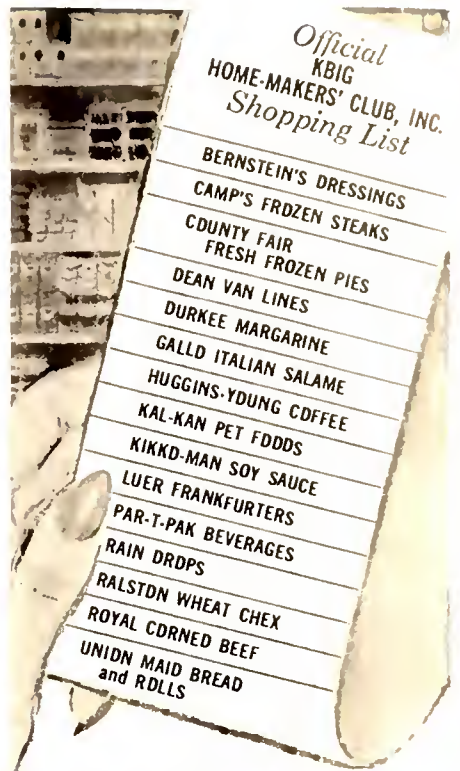 Official
KBIG
HOME-MAKERS' CLUB, INC.
Shopping List
BERNSTEIN'S DRESSINGS
CAMP'S FROZEN STEAKS
COUNTY FAIR
FRESH FROZEN PIES
DEAN VAN LINES
DURKEE MARGARINE
GALLO ITALIAN SALAME
HUGGINS-YOUNG COFFEE
KAL-KAN PET FOODS
KIKKO-MAN SOY SAUCE
LUER FRANKFURTERS
PAR-T-PAK BEVERAGES
RAIN DROPS
RALSTON WHEAT CHEX
ROYAL CORNED BEEF
UNION MAID BREAD
and ROLLS